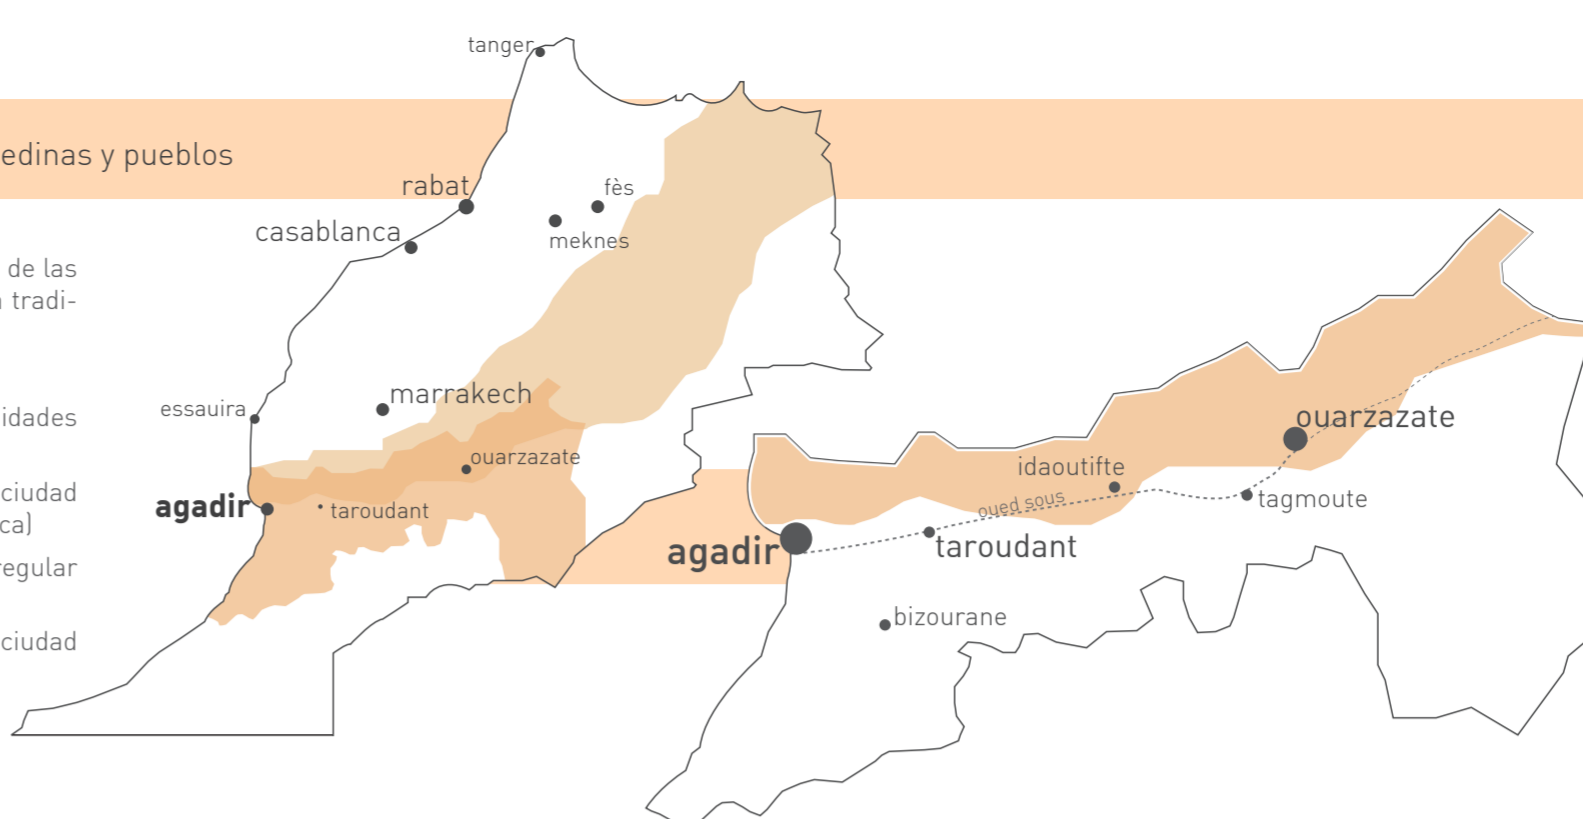 edinas y pueblos
de las
tradi-
idades
ciudad
ca)
regular
ciudad
tanger
rabat
fès
casablanca
meknes
essauira
marrakech
ouarzazate
agadir
taroudant
ouarzazate
idaoutifte
oued sous
tagmoute
agadir
taroudant
bizourane